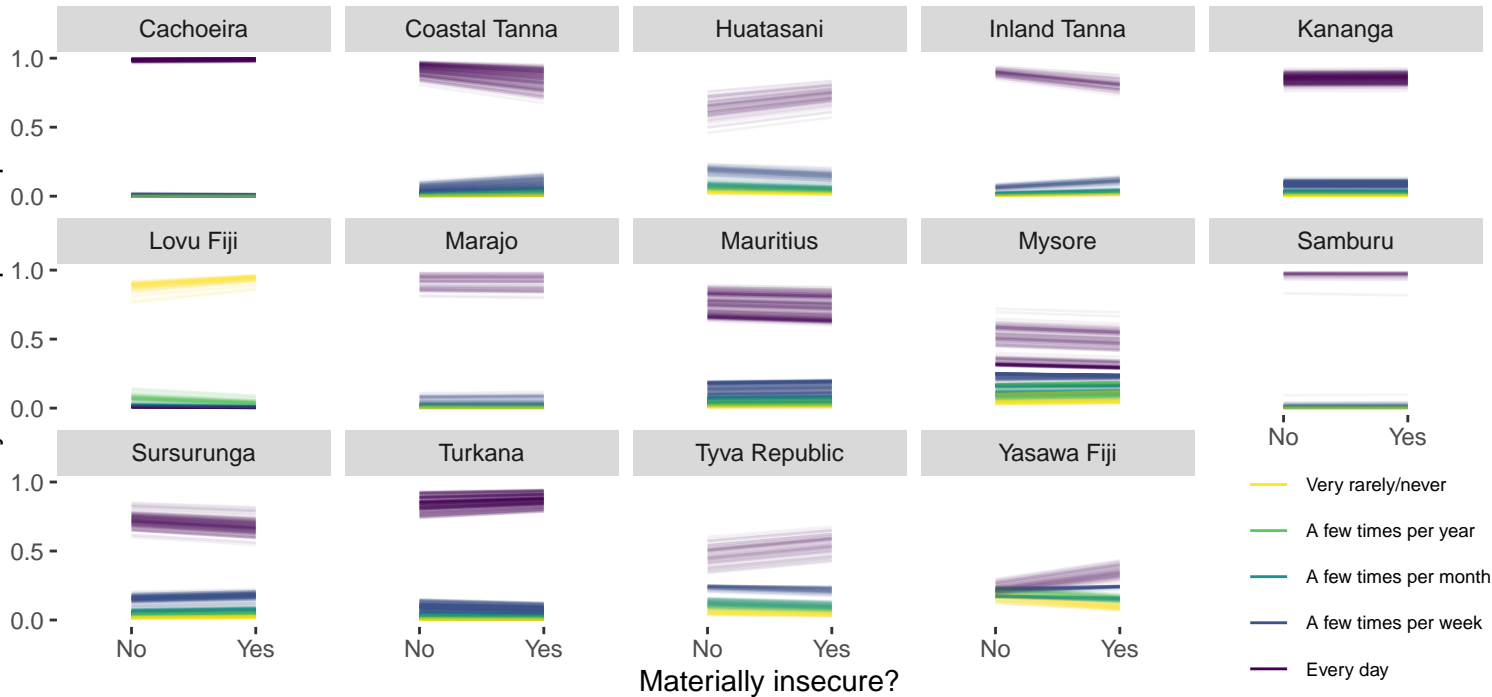 Cachoeira Coastal Tanna Huatasani Inland Tanna Kananga
1.0
0.5
0.0
Lovu Fiji Marajo Mauritius Mysore Samburu
1.0
0.5
0.0
No Yes
Sursurunga Turkana Tyva Republic Yasawa Fiji
1.0
0.5
0.0
No Yes No Yes No Yes No Yes
Materially insecure?
Very rarely/never
A few times per year
A few times per month
A few times per week
Every day